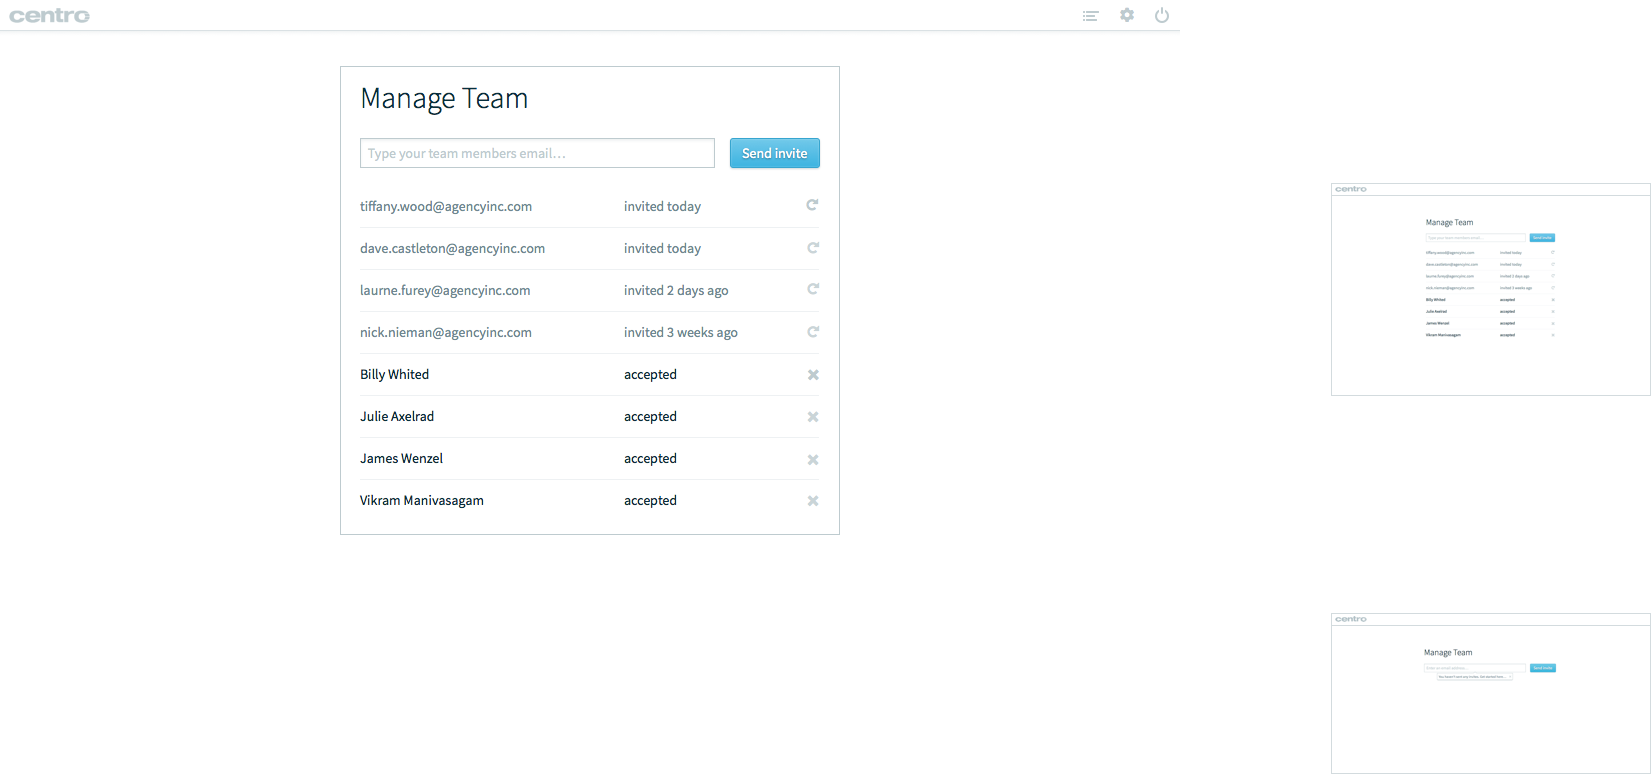 centro
Manage Team
Type your team members email...
Send invite
tiffany.wood@agencyinc.com invited today
dave.castleton@agencyinc.com invited today
laurne.furey@agencyinc.com invited 2 days ago
nick.nieman@agencyinc.com invited 3 weeks ago
Billy Whited accepted
Julie Axelrad accepted
James Wenzel accepted
Vikram Manivasagam accepted
centro
Manage Team
Type your team members email...
Send invite
tiffany.wood@agencyinc.com invited today
dave.castleton@agencyinc.com invited today
laurne.furey@agencyinc.com invited 2 days ago
nick.nieman@agencyinc.com invited 3 weeks ago
Billy Whited accepted
Julie Axelrad accepted
James Wenzel accepted
Vikram Manivasagam accepted
centro
Manage Team
Send invite